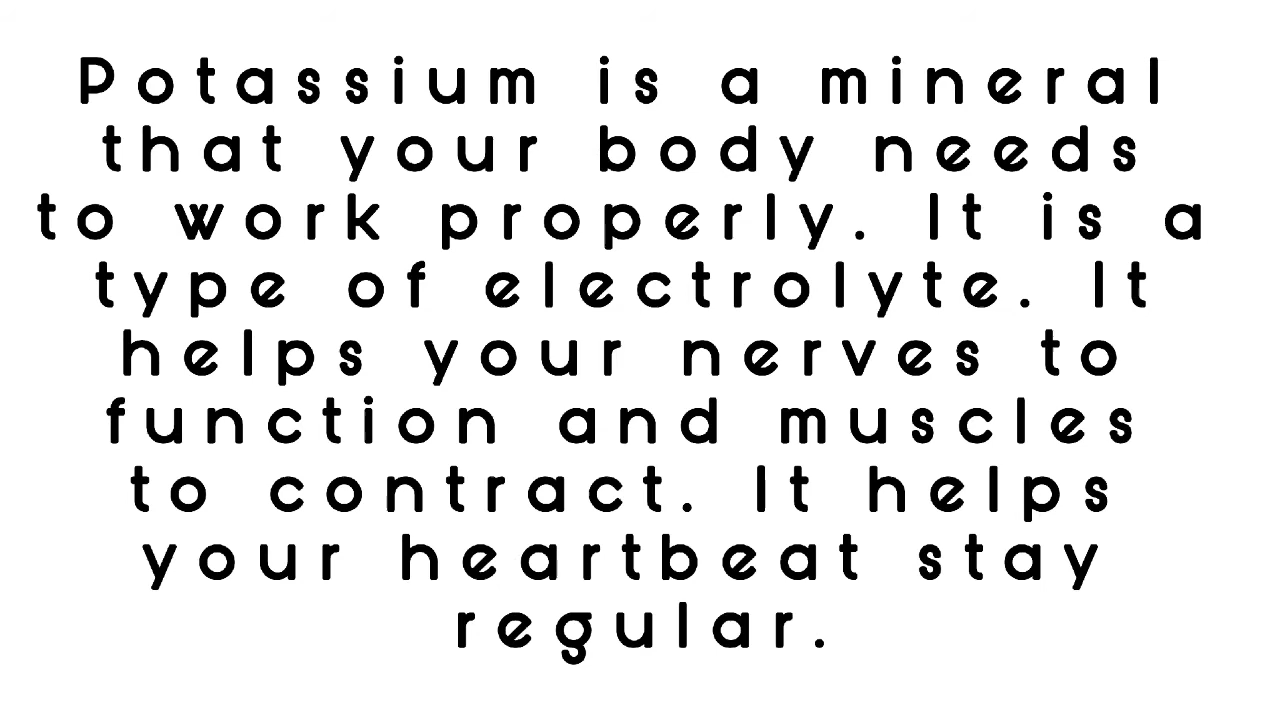 Potassium is a mineral
that your body needs
to work properly. It is a
type of electrolyte. It
helps your nerves to
function and muscles
to contract. It helps
your heartbeat stay
regular.